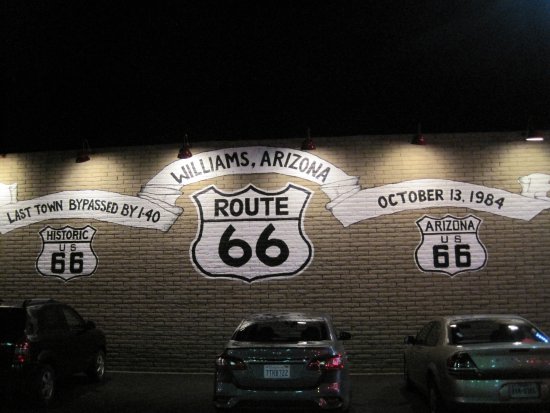 WILLIAMS, ARIZONA
LAST TOWN BYPASSED BY I-40
OCTOBER 13, 1984
HISTORIC
US
66
ROUTE
66
ARIZONA
US
66